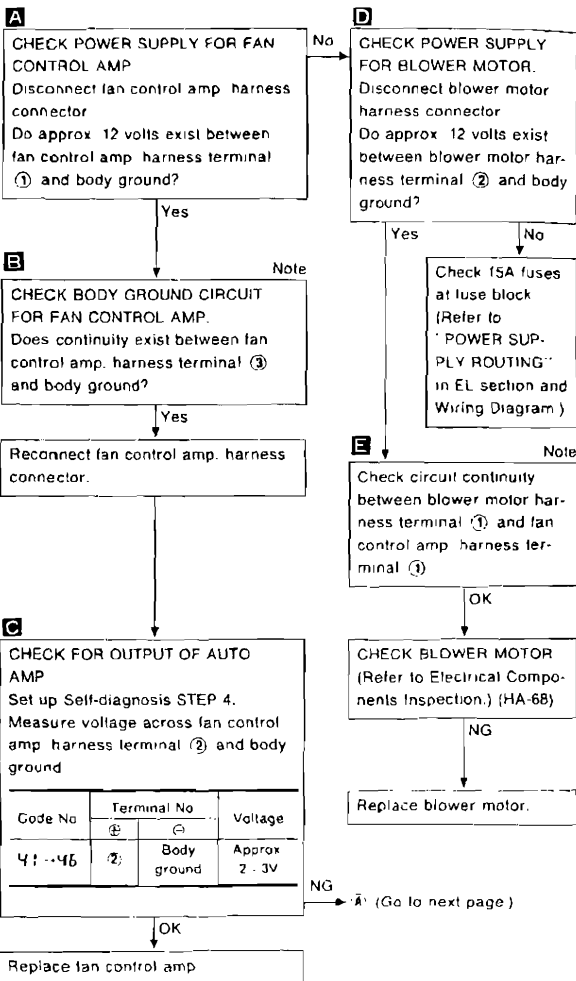 A
CHECK POWER SUPPLY FOR FAN
CONTROL AMP
Disconnect fan control amp harness
connector
Do approx 12 volts exist between
fan control amp harness terminal
① and body ground?
No
Yes
B
Note
CHECK BODY GROUND CIRCUIT
FOR FAN CONTROL AMP.
Does continuity exist between fan
control amp. harness terminal ③
and body ground?
Yes
Reconnect fan control amp. harness
connector.
C
CHECK FOR OUTPUT OF AUTO
AMP
Set up Self-diagnosis STEP 4.
Measure voltage across fan control
amp harness terminal ② and body
ground
Code No Terminal No Voltage
⊕ ⊖
41 → 46 ② Body ground Approx 2 - 3V
NG
A (Go to next page)
OK
Replace fan control amp
D
CHECK POWER SUPPLY
FOR BLOWER MOTOR.
Disconnect blower motor
harness connector
Do approx 12 volts exist
between blower motor har-
ness terminal ② and body
ground?
Yes
No
Check 15A fuses
at fuse block
(Refer to
"POWER SUP-
PLY ROUTING"
in EL section and
Wiring Diagram)
E
Note
Check circuit continuity
between blower motor har-
ness terminal ① and fan
control amp harness ter-
minal ①
OK
CHECK BLOWER MOTOR
(Refer to Electrical Compo-
nents Inspection.) (HA-68)
NG
Replace blower motor.